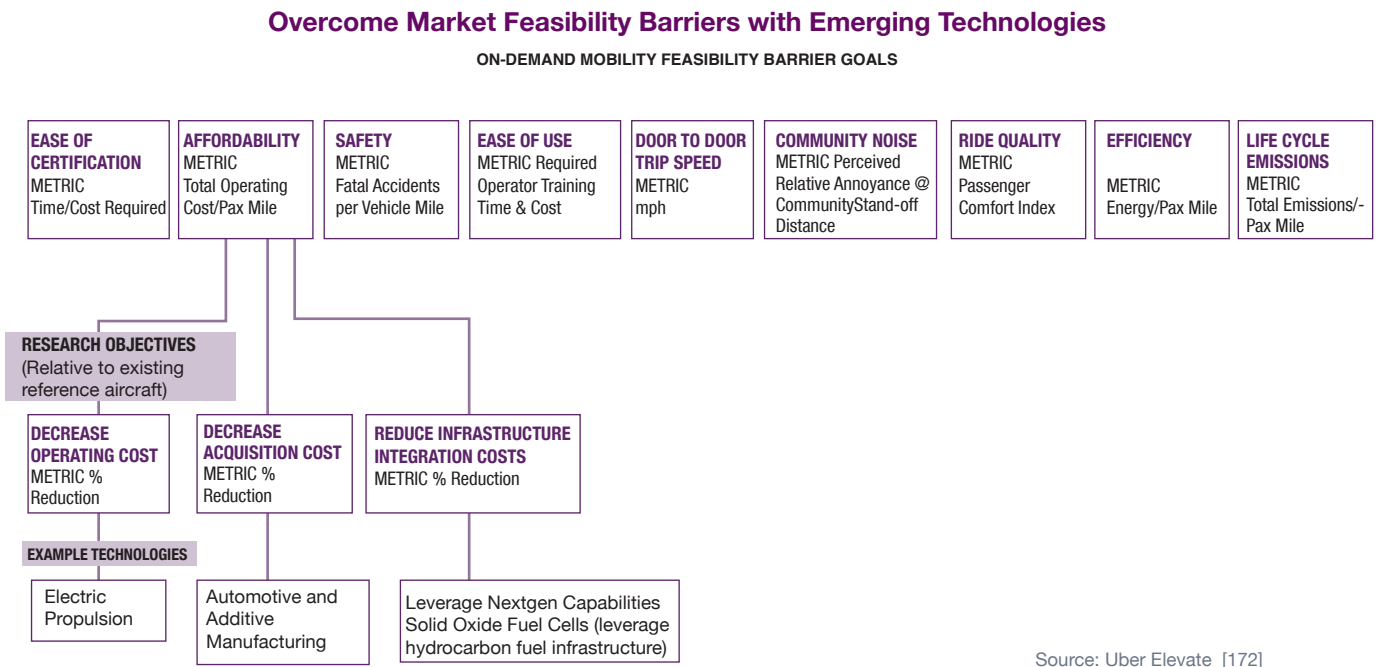 Overcome Market Feasibility Barriers with Emerging Technologies
ON-DEMAND MOBILITY FEASIBILITY BARRIER GOALS
EASE OF
CERTIFICATION
METRIC
Time/Cost Required
AFFORDABILITY
METRIC
Total Operating
Cost/Pax Mile
SAFETY
METRIC
Fatal Accidents
per Vehicle Mile
EASE OF USE
METRIC Required
Operator Training
Time & Cost
DOOR TO DOOR
TRIP SPEED
METRIC
mph
COMMUNITY NOISE
METRIC Perceived
Relative Annoyance @
CommunityStand-off
Distance
RIDE QUALITY
METRIC
Passenger
Comfort Index
EFFICIENCY
METRIC
Energy/Pax Mile
LIFE CYCLE
EMISSIONS
METRIC
Total Emissions/-
Pax Mile
RESEARCH OBJECTIVES
(Relative to existing
reference aircraft)
DECREASE
OPERATING COST
METRIC %
Reduction
DECREASE
ACQUISITION COST
METRIC %
Reduction
REDUCE INFRASTRUCTURE
INTEGRATION COSTS
METRIC % Reduction
EXAMPLE TECHNOLOGIES
Electric
Propulsion
Automotive and
Additive
Manufacturing
Leverage Nextgen Capabilities
Solid Oxide Fuel Cells (leverage
hydrocarbon fuel infrastructure)
Source: Uber Elevate [172]